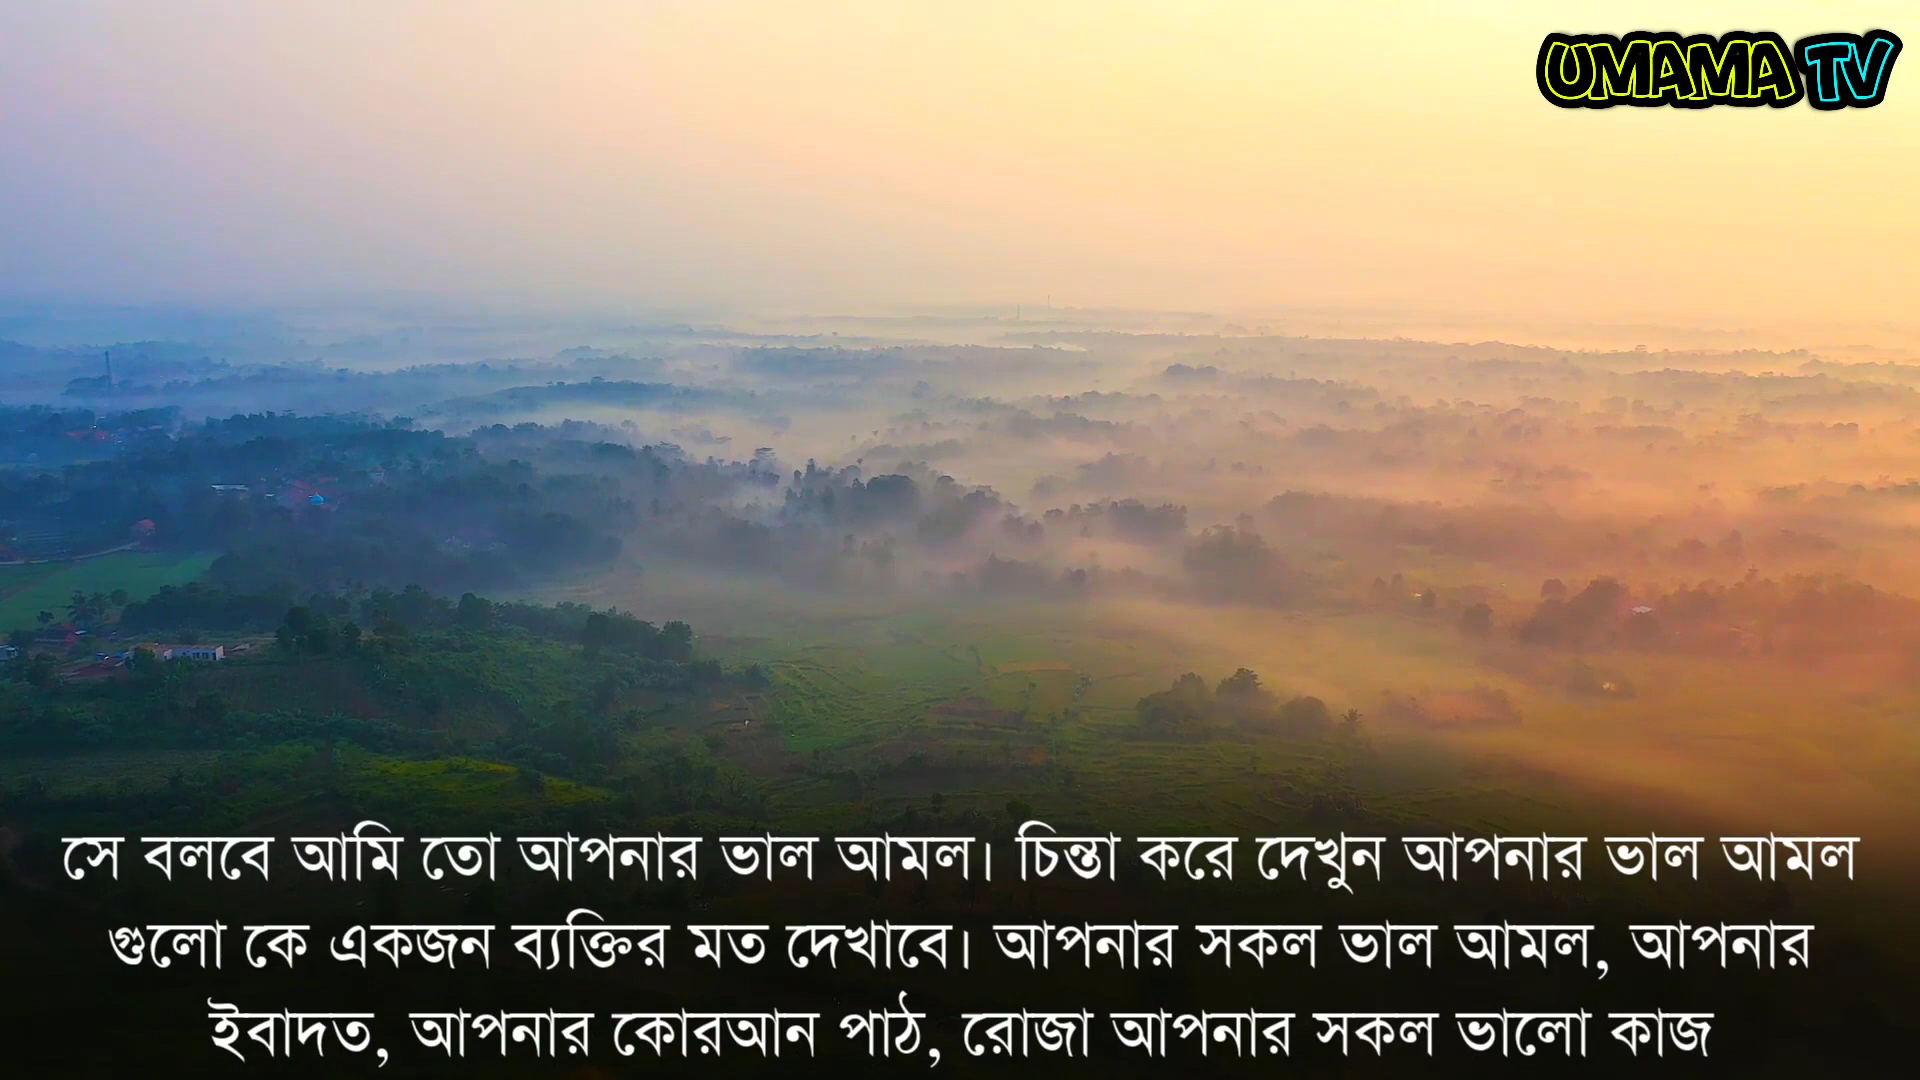 UMAMA TV
সে বলবে আমি তো আপনার ভাল আমল। চিন্তা করে দেখুন আপনার ভাল আমল
গুলো কে একজন ব্যক্তির মত দেখাবে। আপনার সকল ভাল আমল, আপনার
ইবাদত, আপনার কোরআন পাঠ, রোজা আপনার সকল ভালো কাজ